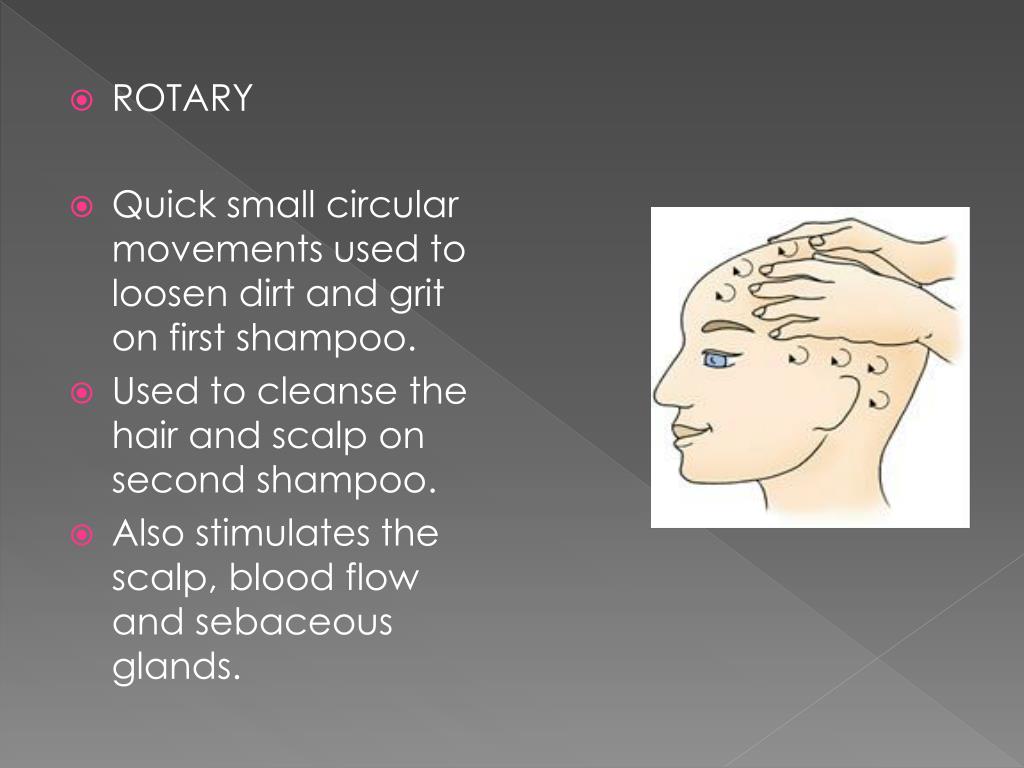 ROTARY
Quick small circular
movements used to
loosen dirt and grit
on first shampoo.
Used to cleanse the
hair and scalp on
second shampoo.
Also stimulates the
scalp, blood flow
and sebaceous
glands.